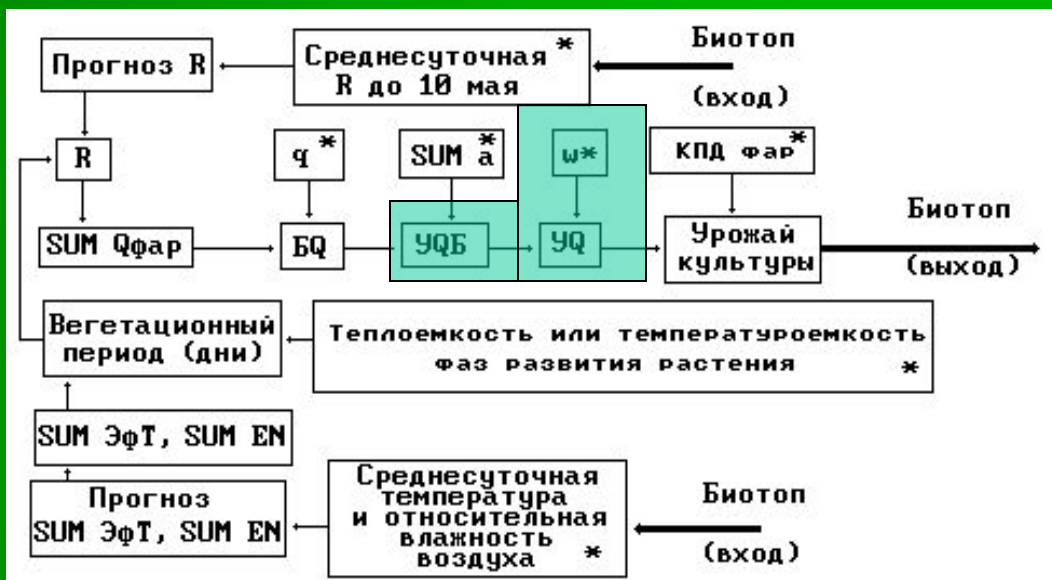 Прогноз R
Среднесуточная *
R до 10 мая
Биотоп
(вход)
R
q *
SUM a *
w*
КПД фар *
SUM Qфар
БQ
УQБ
УQ
Урожай
культуры
Биотоп
(выход)
Вегетационный
период (дни)
Теплоемкость или температуроемкость
фаз развития растения *
SUM ЭфТ, SUM EN
Прогноз
SUM ЭфТ, SUM EN
Среднесуточная
температура
и относительная
влажность
воздуха *
Биотоп
(вход)